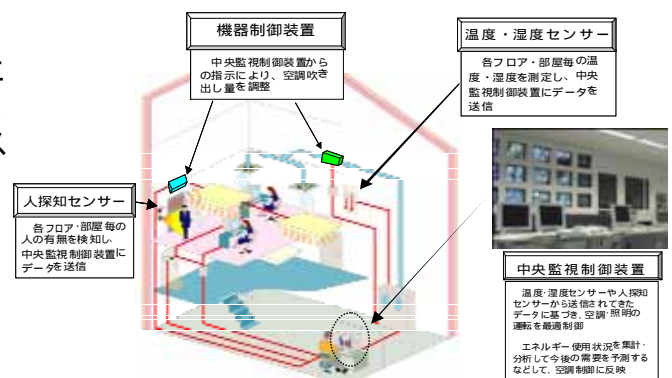 機器制御装置
中央監視制御装置から
の指示により、空調吹き
出し量を調整
温度・湿度センサー
各フロア・部屋毎の温
度・湿度を測定し、中央
監視制御装置にデータを
送信
人探知センサー
各フロア・部屋毎の
人の有無を検知し、
中央監視制御装置に
データを送信
中央監視制御装置
温度・湿度センサーや人探知
センサーから送信されてきた
データに基づき、空調・照明の
運転を最適制御
エネルギー使用状況を集計・
分析して今後の需要を予測する
などして、空調制御に反映